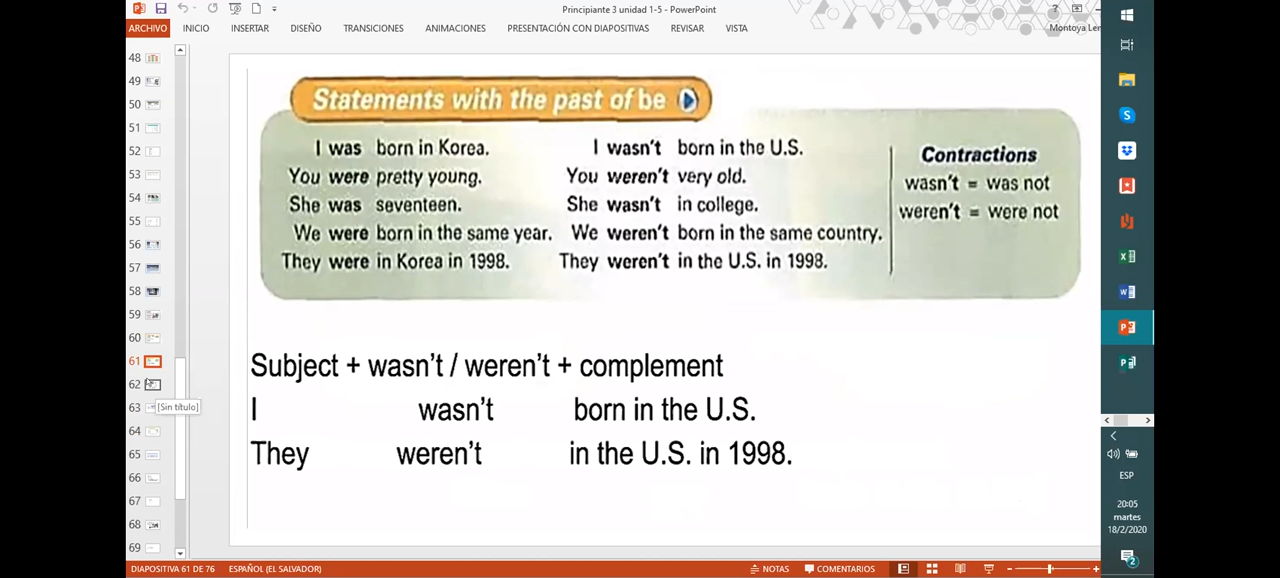 Principiante 3 unidad 1-5 - PowerPoint
?
ARCHIVO INICIO INSERTAR DISEÑO TRANSICIONES ANIMACIONES PRESENTACIÓN CON DIAPOSITIVAS REVISAR VISTA
Montoya Ler
48
49
50
51
52
53
54
55
56
57
58
59
60
61
62
63
64
65
66
67
68
69
[Sin título]
Statements with the past of be
I was born in Korea.
You were pretty young.
She was seventeen.
We were born in the same year.
They were in Korea in 1998.
I wasn't born in the U.S.
You weren't very old.
She wasn't in college.
We weren't born in the same country.
They weren't in the U.S. in 1998.
Contractions
wasn't = was not
weren't = were not
Subject + wasn't / weren't + complement
I wasn't born in the U.S.
They weren't in the U.S. in 1998.
DIAPOSITIVA 61 DE 76 ESPAÑOL (EL SALVADOR)
NOTAS COMENTARIOS
ESP
20:05
martes
18/2/2020
2